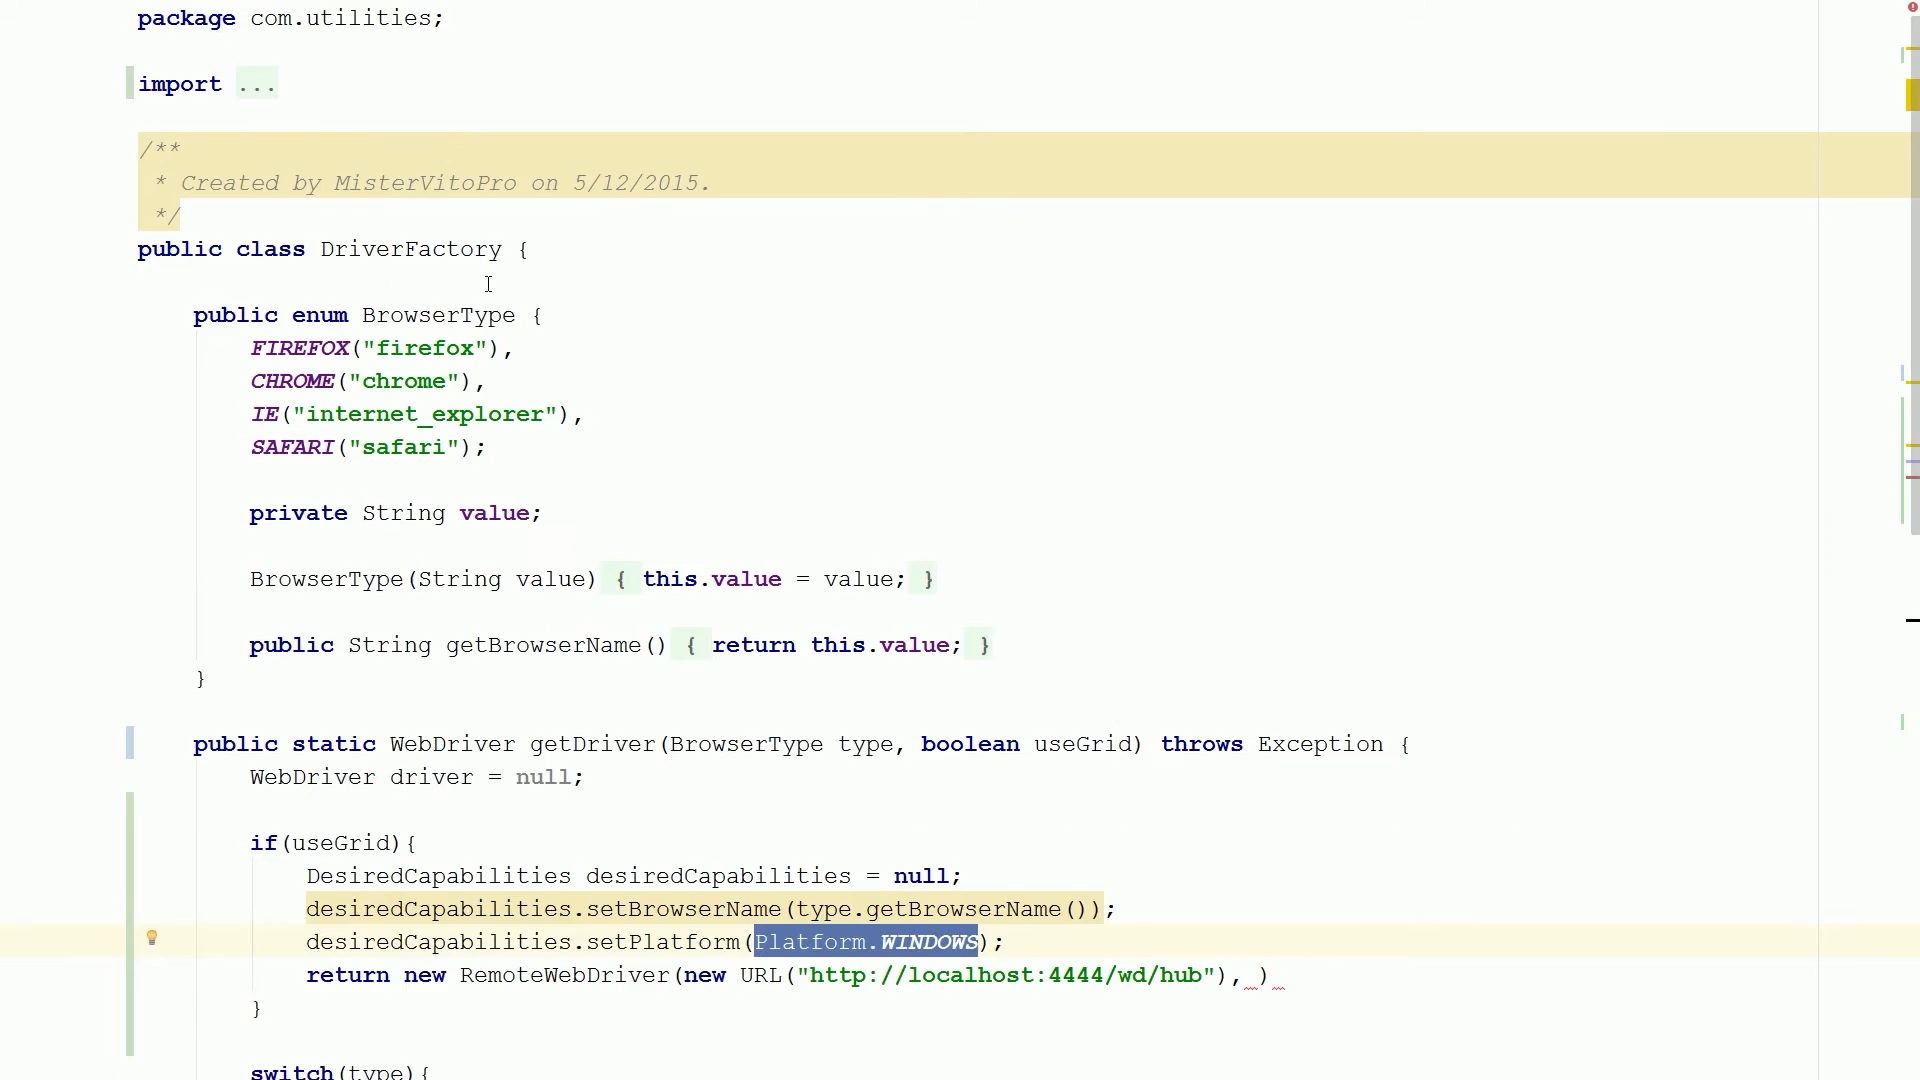 package com.utilities;
import ...
/**
* Created by MisterVitoPro on 5/12/2015.
*/
public class DriverFactory {
public enum BrowserType {
FIREFOX("firefox"),
CHROME("chrome"),
IE("internet_explorer"),
SAFARI("safari");
private String value;
BrowserType(String value) { this.value = value; }
public String getBrowserName() { return this.value; }
}
public static WebDriver getDriver(BrowserType type, boolean useGrid) throws Exception {
WebDriver driver = null;
if(useGrid){
DesiredCapabilities desiredCapabilities = null;
desiredCapabilities.setBrowserName(type.getBrowserName());
desiredCapabilities.setPlatform(Platform.WINDOWS);
return new RemoteWebDriver(new URL("http://localhost:4444/wd/hub"), )
}
switch(type){